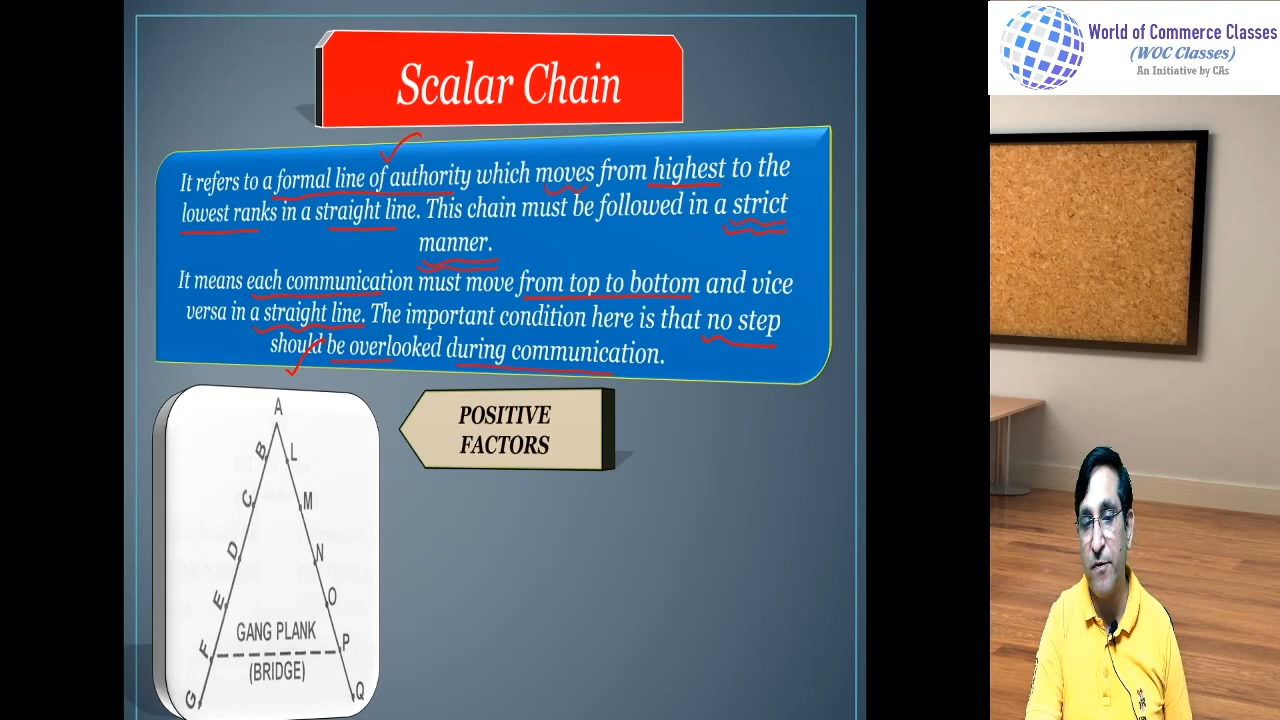 Scalar Chain
It refers to a formal line of authority which moves from highest to the
lowest ranks in a straight line. This chain must be followed in a strict
manner.
It means each communication must move from top to bottom and vice
versa in a straight line. The important condition here is that no step
should be overlooked during communication.
POSITIVE
FACTORS
A
B L
C M
D N
E O
GANG PLANK
F P
(BRIDGE)
G Q
World of Commerce Classes
(WOC Classes)
An Initiative by CAs